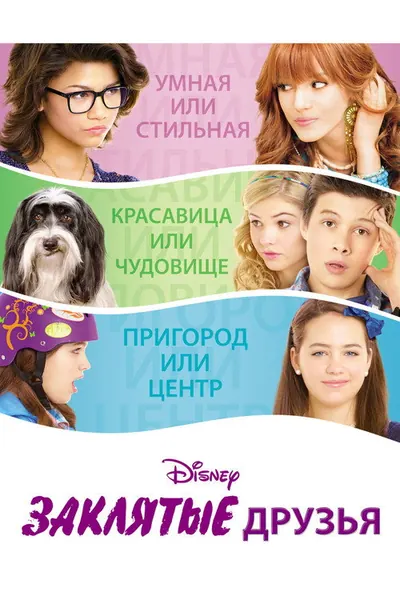 УМНАЯ
ИЛИ
СТИЛЬНАЯ
КРАСАВИЦА
ИЛИ
ЧУДОВИЩЕ
ПРИГОРОД
ИЛИ
ЦЕНТР
Disney
ЗАКЛЯТЫЕ ДРУЗЬЯ